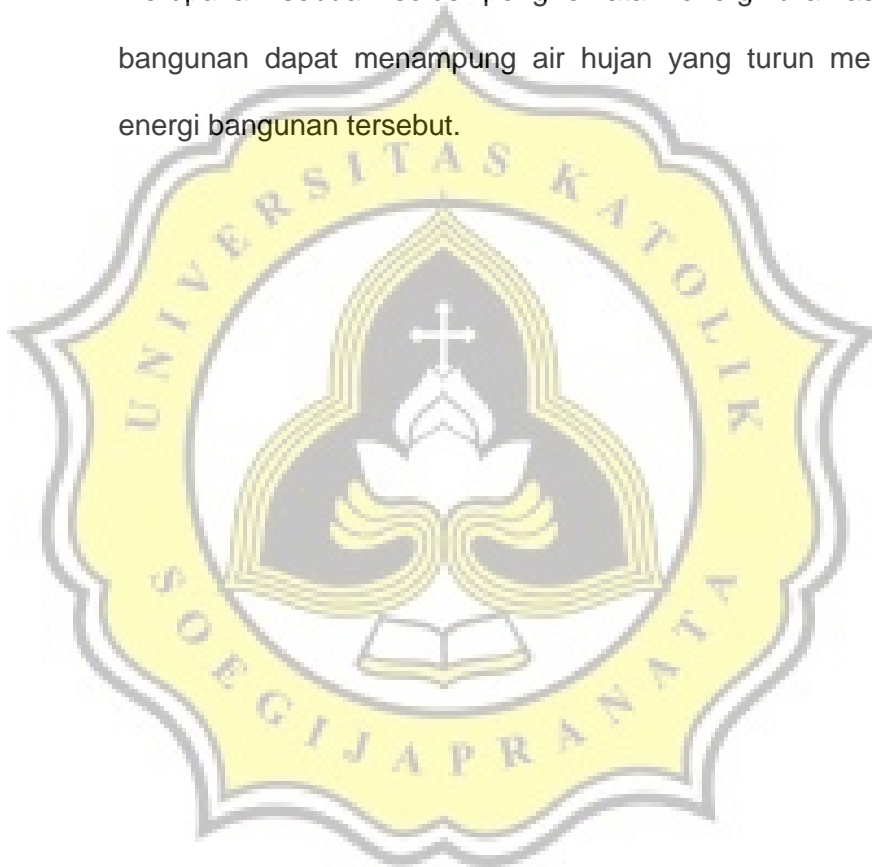 bangunan dapat menampung air hujan yang turun me
energi bangunan tersebut.
UNIVERSITAS KATOLIK
SOEGIJAPRANATA